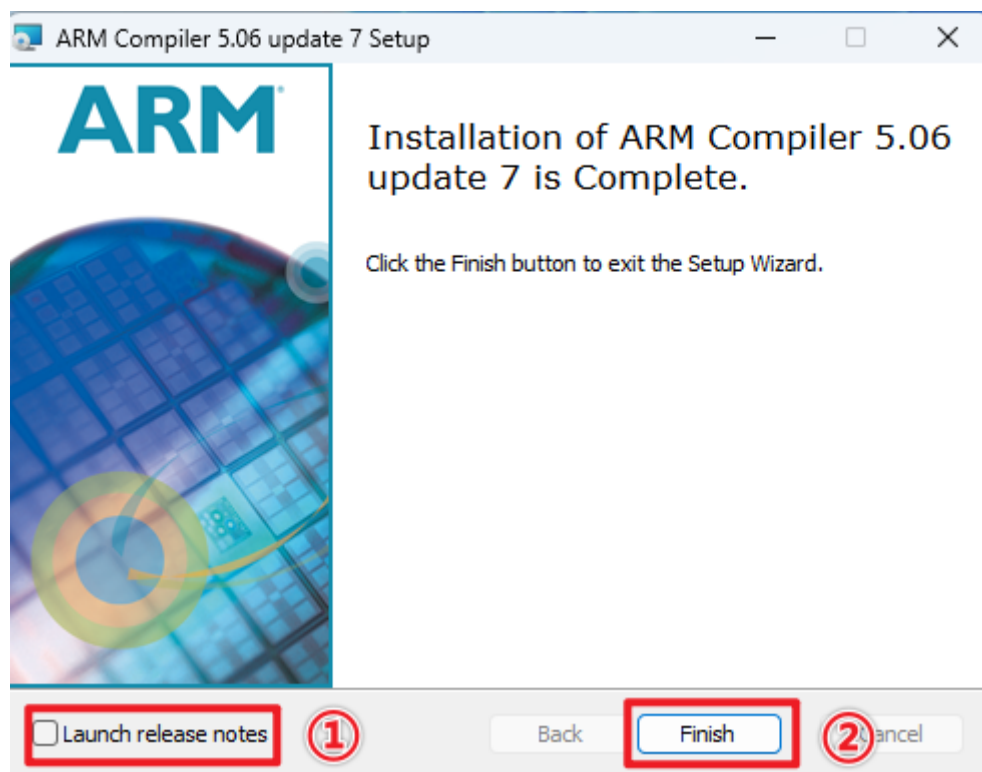 ARM Compiler 5.06 update 7 Setup
ARM
Installation of ARM Compiler 5.06
update 7 is Complete.
Click the Finish button to exit the Setup Wizard.
Launch release notes
①
Back
Finish
②
ancel